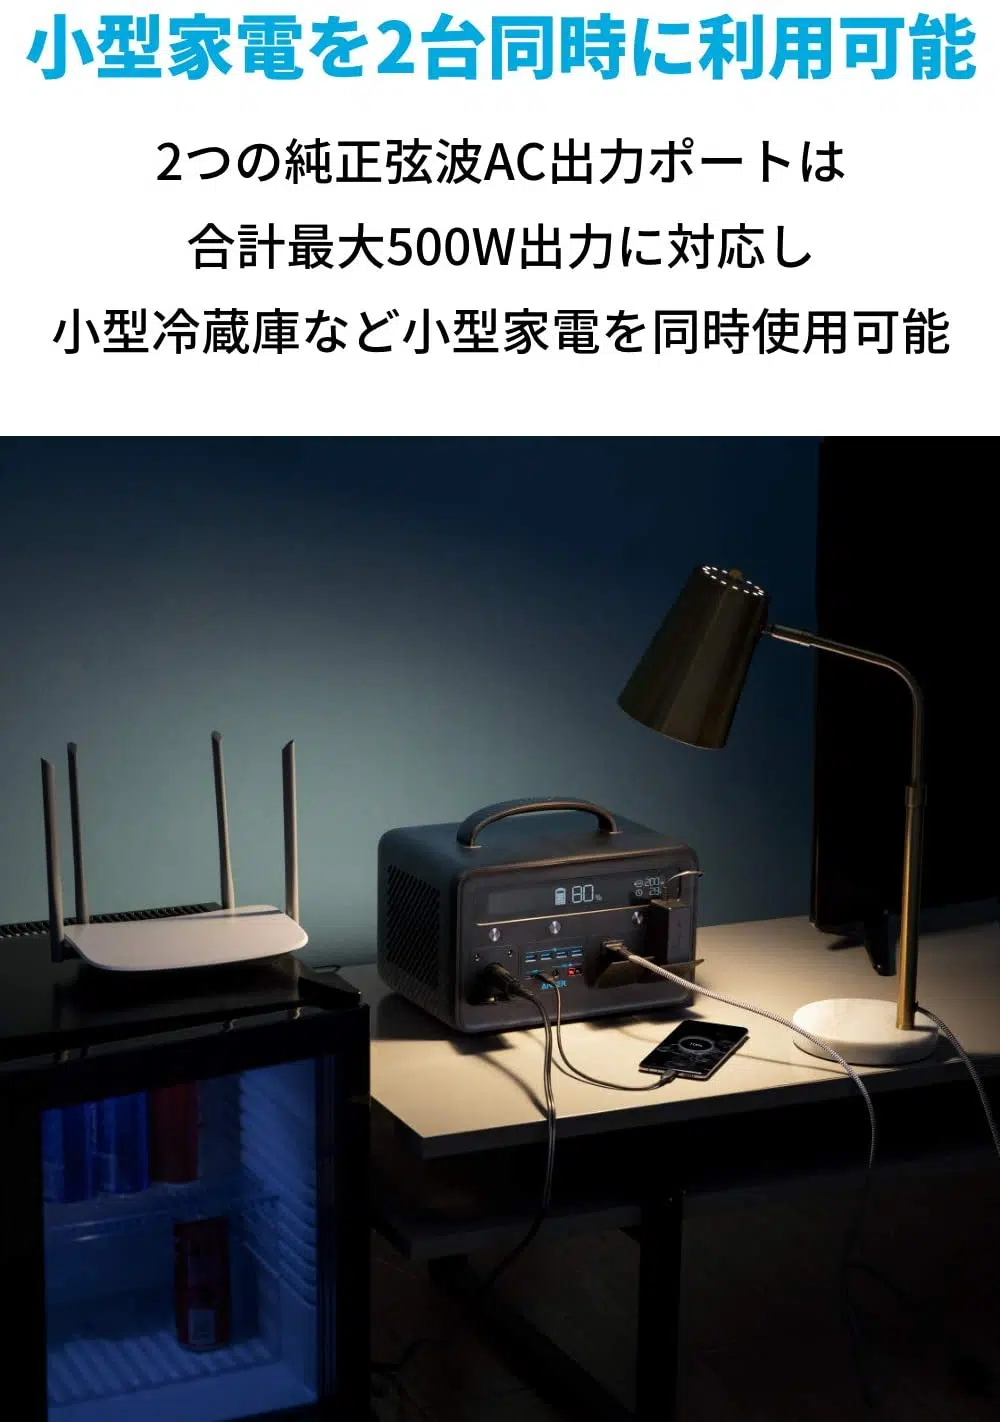 小型家電を2台同時に利用可能
2つの純正弦波AC出力ポートは
合計最大500W出力に対応し
小型冷蔵庫など小型家電を同時使用可能
80%
200
ANKER